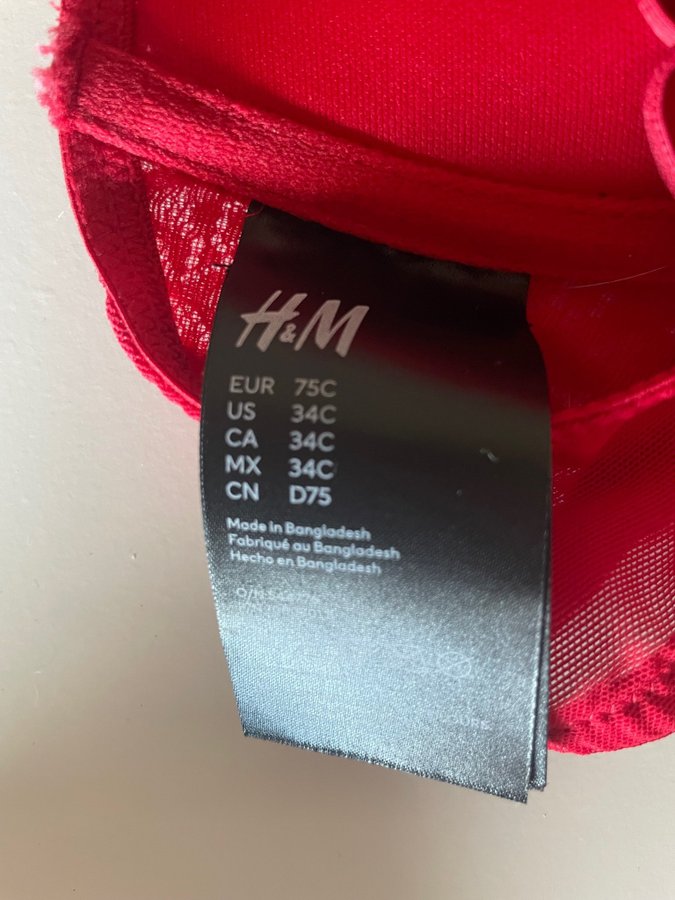 H&M
EUR 75C
US 34C
CA 34C
MX 34C
CN D75
Made in Bangladesh
Fabriqué au Bangladesh
Hecho en Bangladesh